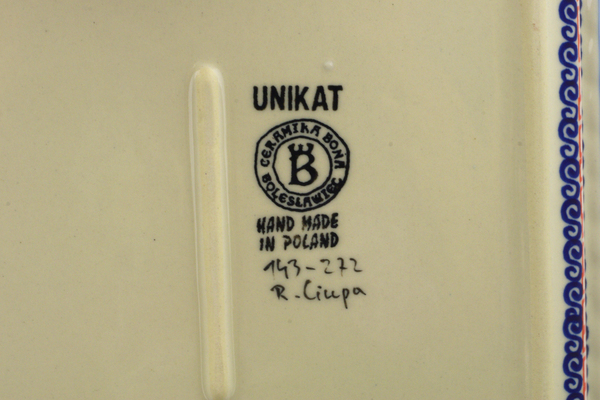 UNIKAT
CERAMIKA BONA
B
BOLESŁAWIEC
HAND MADE
IN POLAND
143-272
R. Ciupa